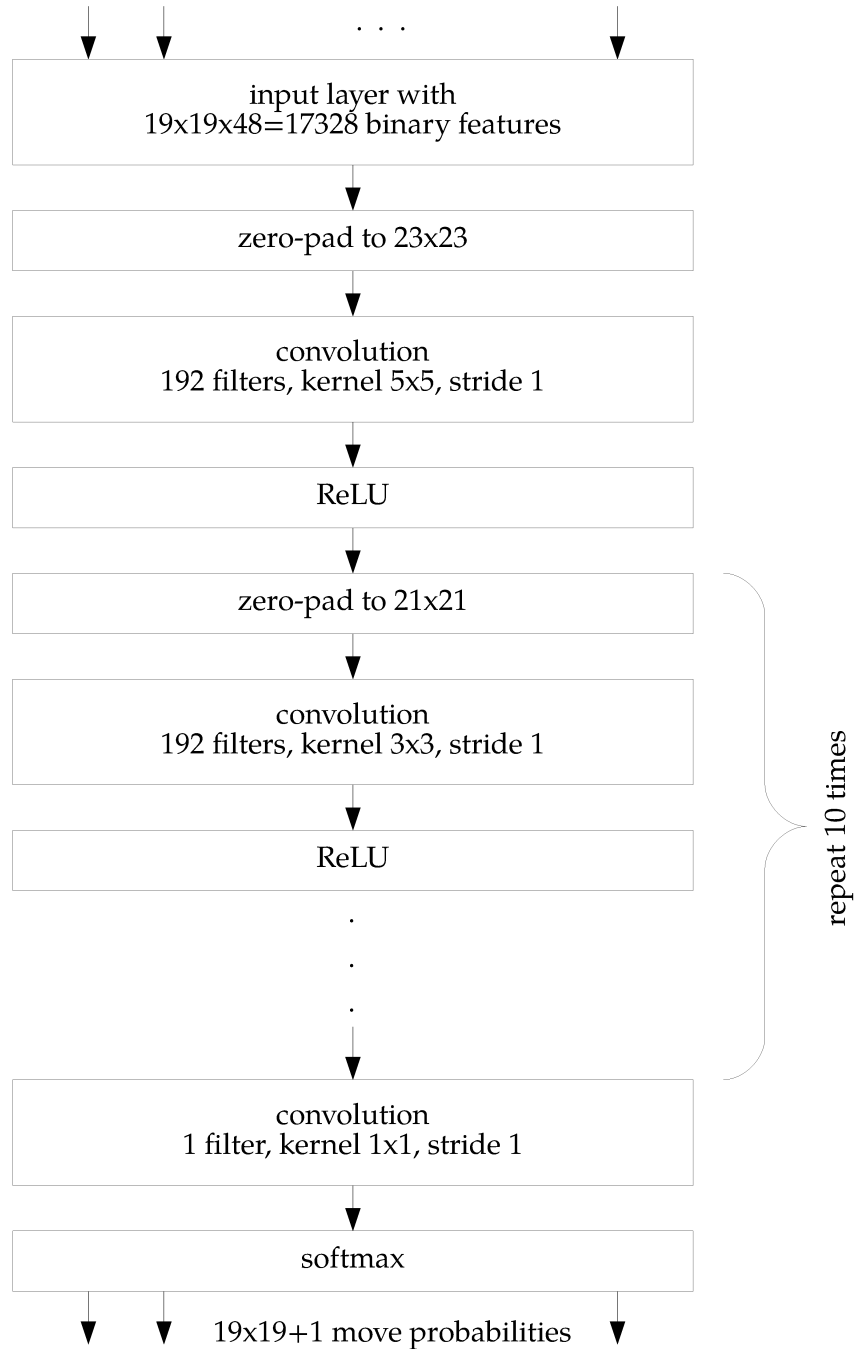 . . .
input layer with
19x19x48=17328 binary features
zero-pad to 23x23
convolution
192 filters, kernel 5x5, stride 1
ReLU
zero-pad to 21x21
convolution
192 filters, kernel 3x3, stride 1
ReLU
.
.
.
repeat 10 times
convolution
1 filter, kernel 1x1, stride 1
softmax
19x19+1 move probabilities